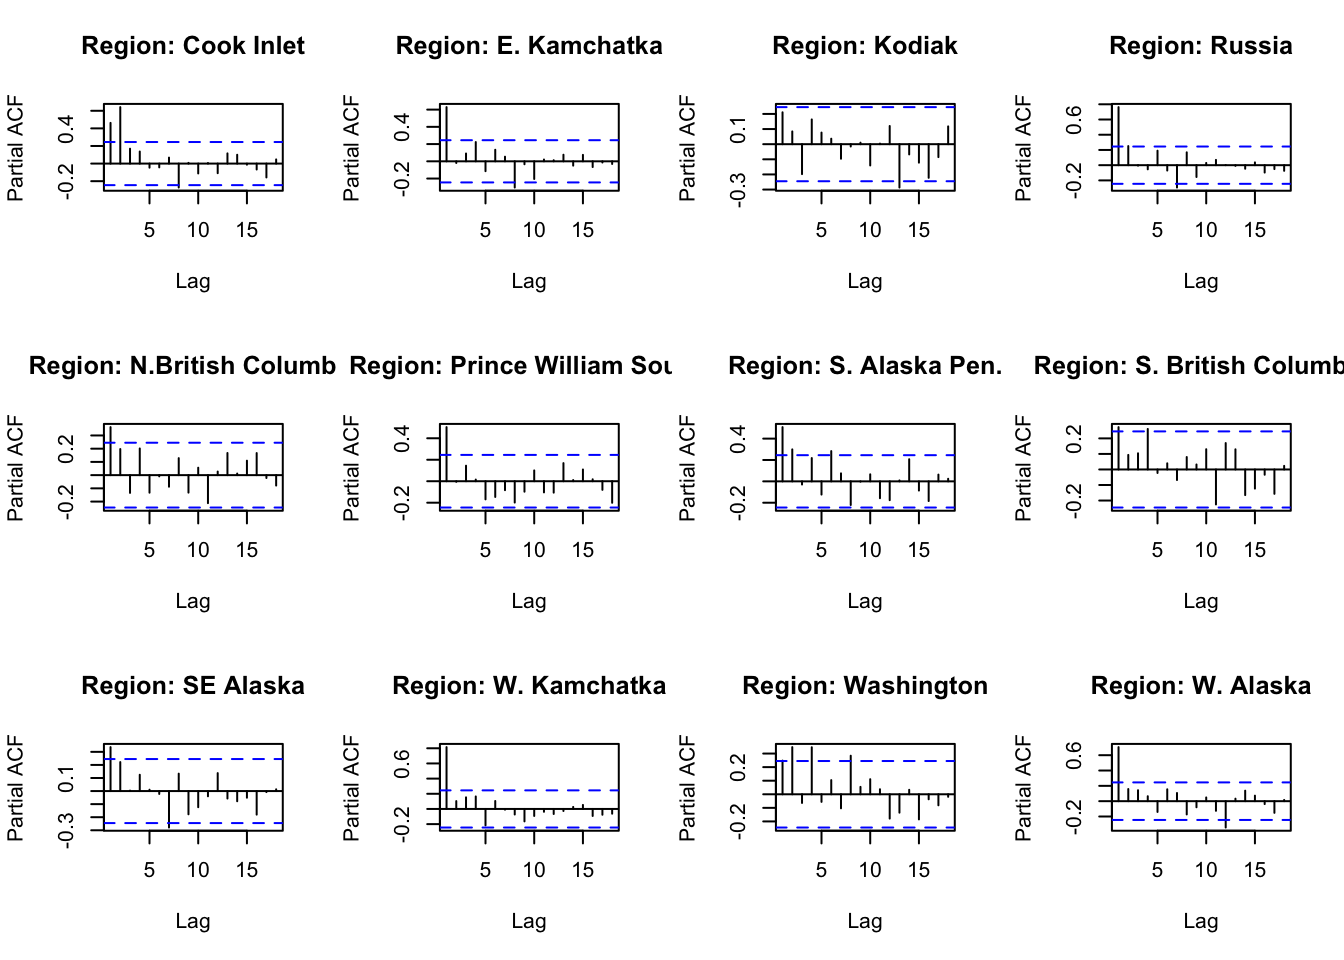 Region: Cook Inlet
Partial ACF
0.4
-0.2
5 10 15
Lag
Region: E. Kamchatka
Partial ACF
0.4
-0.2
5 10 15
Lag
Region: Kodiak
Partial ACF
0.1
-0.3
5 10 15
Lag
Region: Russia
Partial ACF
0.6
-0.2
5 10 15
Lag
Region: N.British Columb
Partial ACF
0.2
-0.2
5 10 15
Lag
Region: Prince William Sou
Partial ACF
0.4
-0.2
5 10 15
Lag
Region: S. Alaska Pen.
Partial ACF
0.4
-0.2
5 10 15
Lag
Region: S. British Columb
Partial ACF
0.2
-0.2
5 10 15
Lag
Region: SE Alaska
Partial ACF
0.1
-0.3
5 10 15
Lag
Region: W. Kamchatka
Partial ACF
0.6
-0.2
5 10 15
Lag
Region: Washington
Partial ACF
0.2
-0.2
5 10 15
Lag
Region: W. Alaska
Partial ACF
0.6
-0.2
5 10 15
Lag